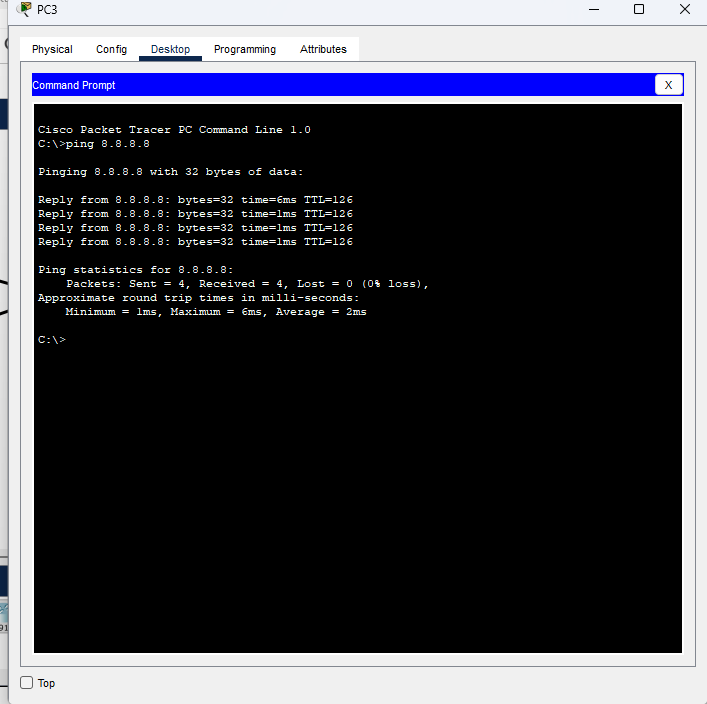 PC3
Physical Config Desktop Programming Attributes
Command Prompt X
Cisco Packet Tracer PC Command Line 1.0
C:\>ping 8.8.8.8
Pinging 8.8.8.8 with 32 bytes of data:
Reply from 8.8.8.8: bytes=32 time=6ms TTL=126
Reply from 8.8.8.8: bytes=32 time=1ms TTL=126
Reply from 8.8.8.8: bytes=32 time=1ms TTL=126
Reply from 8.8.8.8: bytes=32 time=1ms TTL=126
Ping statistics for 8.8.8.8:
Packets: Sent = 4, Received = 4, Lost = 0 (0% loss),
Approximate round trip times in milli-seconds:
Minimum = 1ms, Maximum = 6ms, Average = 2ms
C:\>
Top